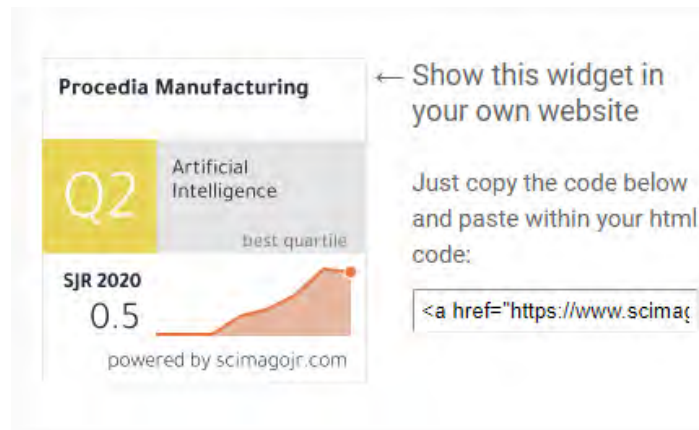 Procedia Manufacturing
Q2
Artificial
Intelligence
best quartile
SJR 2020
0.5
powered by scimagojr.com
← Show this widget in
your own website
Just copy the code below
and paste within your html
code:
<a href="https://www.scimag